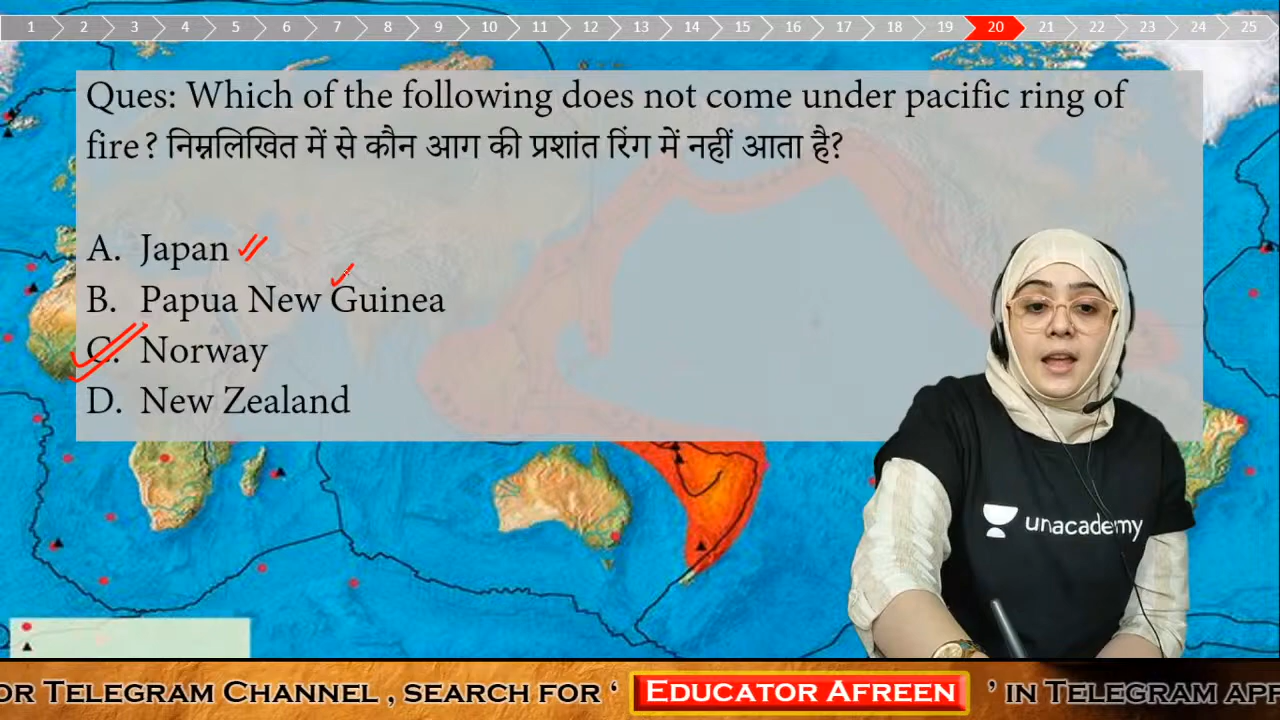 1 2 3 4 5 6 7 8 9 10 11 12 13 14 15 16 17 18 19 20 21 22 23 24 25
Ques: Which of the following does not come under pacific ring of
fire? निम्नलिखित में से कौन आग की प्रशांत रिंग में नहीं आता है?
A. Japan
B. Papua New Guinea
C. Norway
D. New Zealand
unacademy
OR TELEGRAM CHANNEL , SEARCH FOR ‘ EDUCATOR AFREEN ’ IN TELEGRAM APP